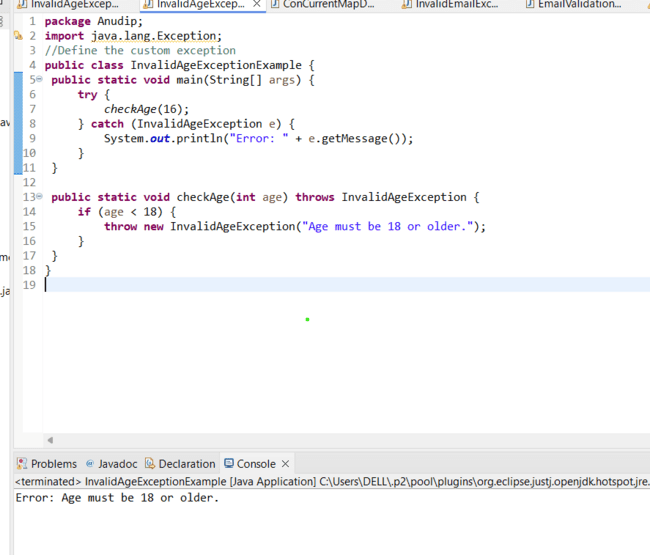 InvalidAgeExcep... InvalidAgeExcep... ConCurrentMapD... InvalidEmailExc... EmailValidation...
1 package Anudip;
2 import java.lang.Exception;
3 //Define the custom exception
4 public class InvalidAgeExceptionExample {
5 public static void main(String[] args) {
6 try {
7 checkAge(16);
8 } catch (InvalidAgeException e) {
9 System.out.println("Error: " + e.getMessage());
10 }
11 }
12
13 public static void checkAge(int age) throws InvalidAgeException {
14 if (age < 18) {
15 throw new InvalidAgeException("Age must be 18 or older.");
16 }
17 }
18 }
19
Problems Javadoc Declaration Console
<terminated> InvalidAgeExceptionExample [Java Application] C:\Users\DELL\.p2\pool\plugins\org.eclipse.justj.openjdk.hotspot.jre.
Error: Age must be 18 or older.